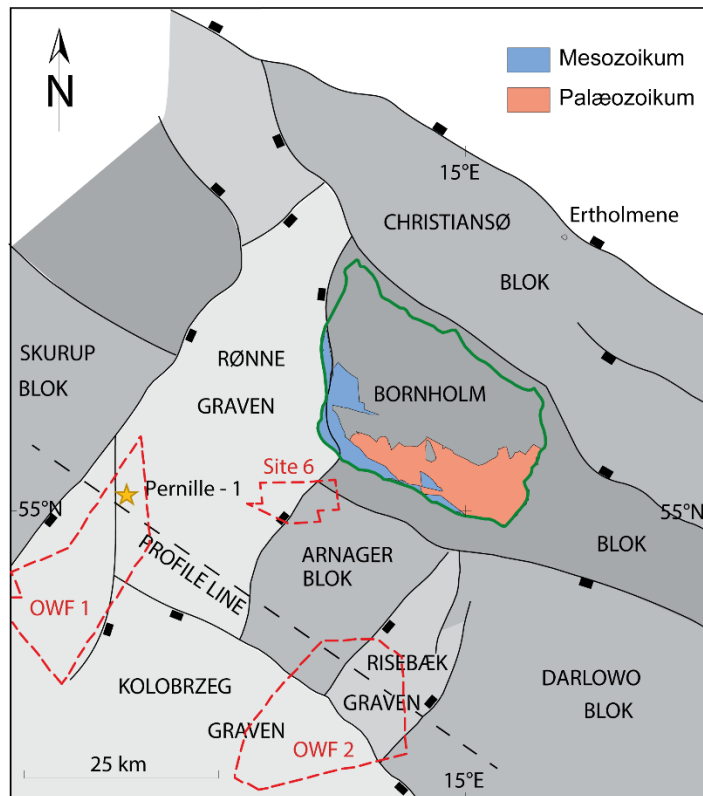 N
Mesozoikum
Palæozoikum
15°E
Ertholmene
CHRISTIANSØ
BLOK
RØNNE
GRAVEN
SKURUP
BLOK
BORNHOLM
Site 6
Pernille - 1
55°N
55°N
PROFILE LINE
ARNAGER
BLOK
BLOK
OWF 1
RISEBÆK
GRAVEN
KOLOBRZEG
GRAVEN
DARLOWO
BLOK
OWF 2
25 km
15°E